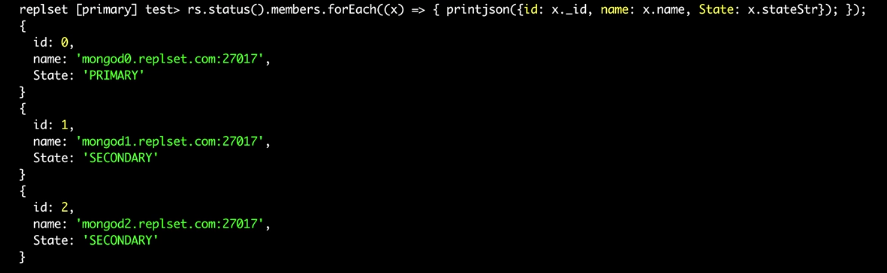 replset [primary] test> rs.status().members.forEach((x) => { printjson({id: x._id, name: x.name, State: x.stateStr}); });
{
  id: 0,
  name: 'mongod0.replset.com:27017',
  State: 'PRIMARY'
}
{
  id: 1,
  name: 'mongod1.replset.com:27017',
  State: 'SECONDARY'
}
{
  id: 2,
  name: 'mongod2.replset.com:27017',
  State: 'SECONDARY'
}